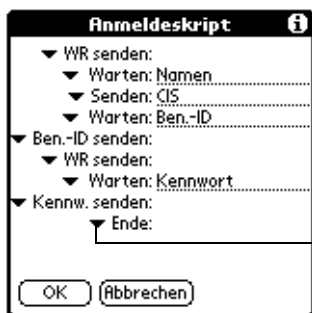 Anmeldeskript
WR senden:
Warten: Namen
Senden: CIS
Warten: Ben.-ID
Ben.-ID senden:
WR senden:
Warten: Kennwort
Kennw. senden:
Ende:
OK Abbrechen